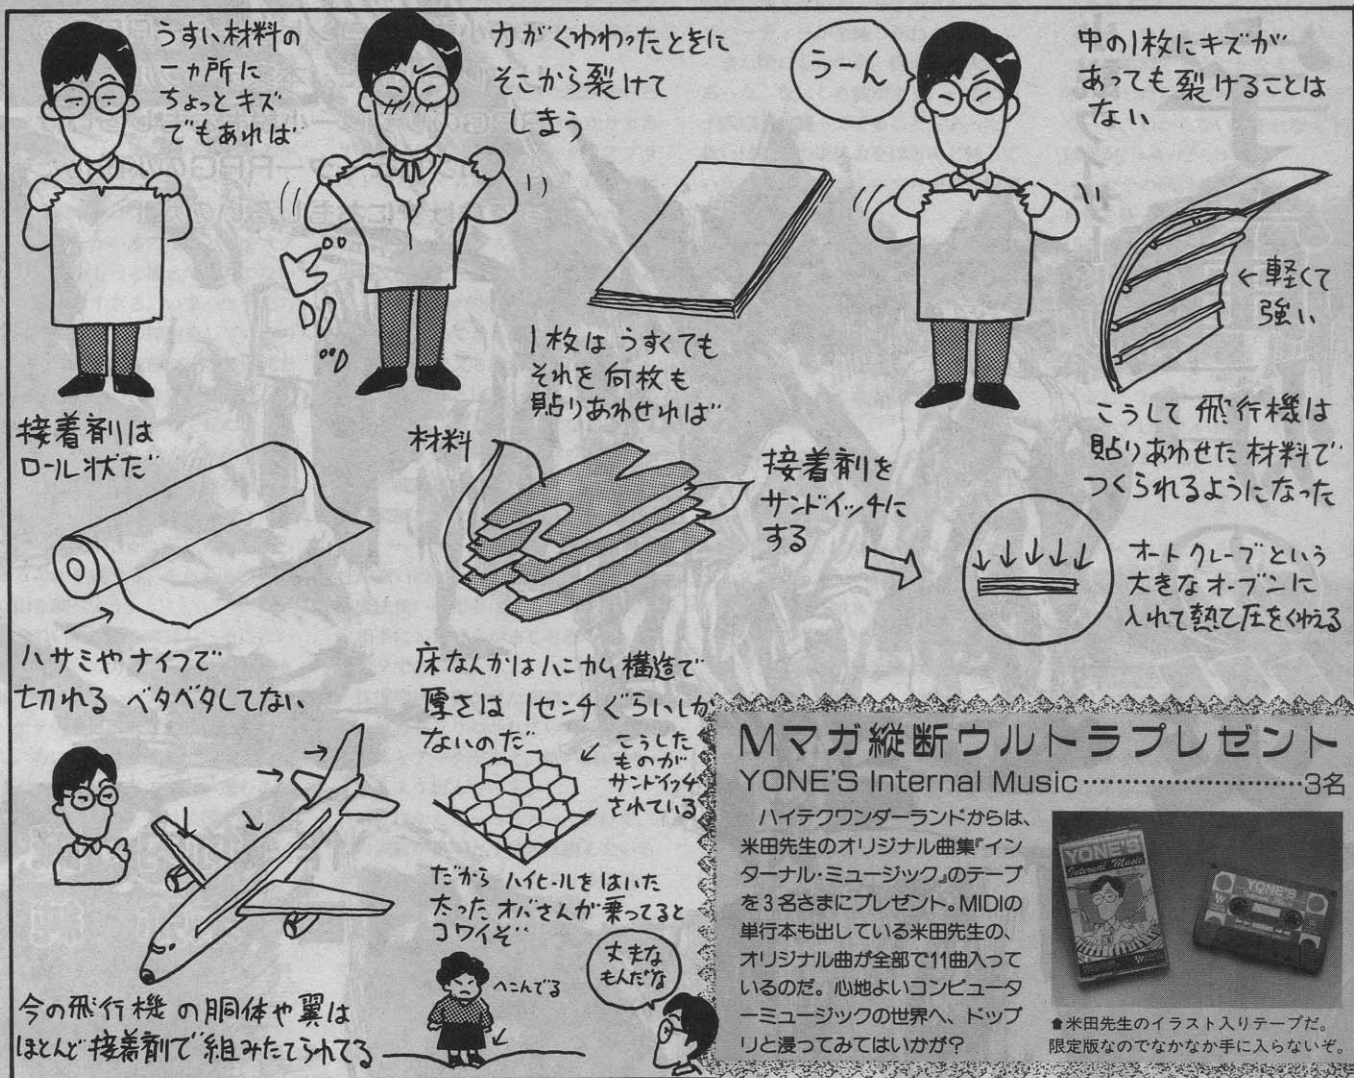 うすい材料の
一カ所に
ちょっとキズ
でもあれば
力がくわわったときに
そこから裂けて
しまう
ビリリ
1枚はうすくても
それを何枚も
貼りあわせれば
うーん
中の1枚にキズが
あっても裂けることは
ない
←軽くて
強い
こうして飛行機は
貼りあわせた材料で
つくられるようになった
接着剤は
ロール状だ
ハサミやナイフで
切れる ベタベタしてない
材料
接着剤を
サンドイッチに
する
オートクレーブという
大きなオーブンに
入れて熱で圧をくわえる
今の飛行機の胴体や翼は
ほとんど接着剤で組みたてられてる
床なんかはハニカム構造で
厚さは1センチぐらいしか
ないのだ
こうした
ものが
サンドイッチ
されている
だからハイヒールをはいた
太ったオバさんが乗ってると
コワイぞ
へこんでる
丈夫な
もんだな
Mマガ縦断ウルトラプレゼント
YONE'S Internal Music……………………3名
ハイテクワンダーランドからは、
米田先生のオリジナル曲集『イン
ターナル・ミュージック』のテープ
を3名さまにプレゼント。MIDIの
単行本も出している米田先生の、
オリジナル曲が全部で11曲入って
いるのだ。心地よいコンピュータ
ーミュージックの世界へ、ドップ
リと浸ってみてはいかが?
YONE'S
Internal Music
YONE'S
⬆米田先生のイラスト入りテープだ。
限定版なのでなかなか手に入らないぞ。